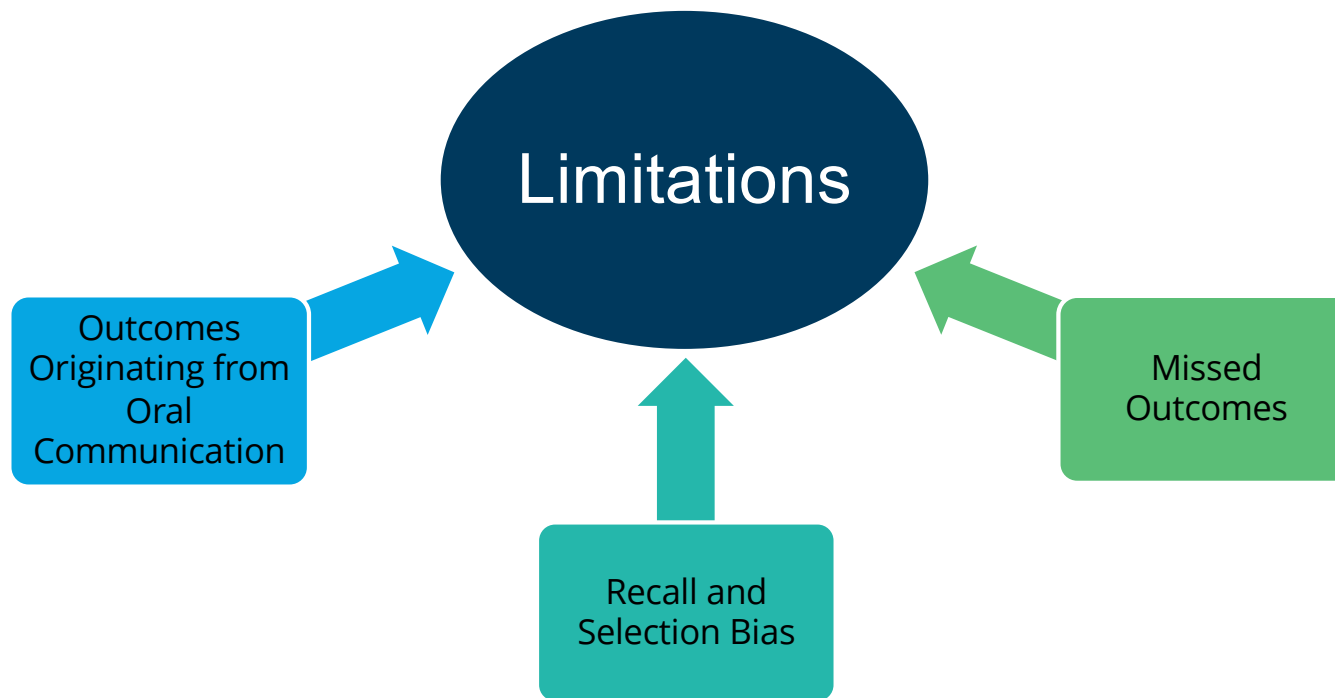 Limitations
Outcomes
Originating from
Oral
Communication
Missed
Outcomes
Recall and
Selection Bias